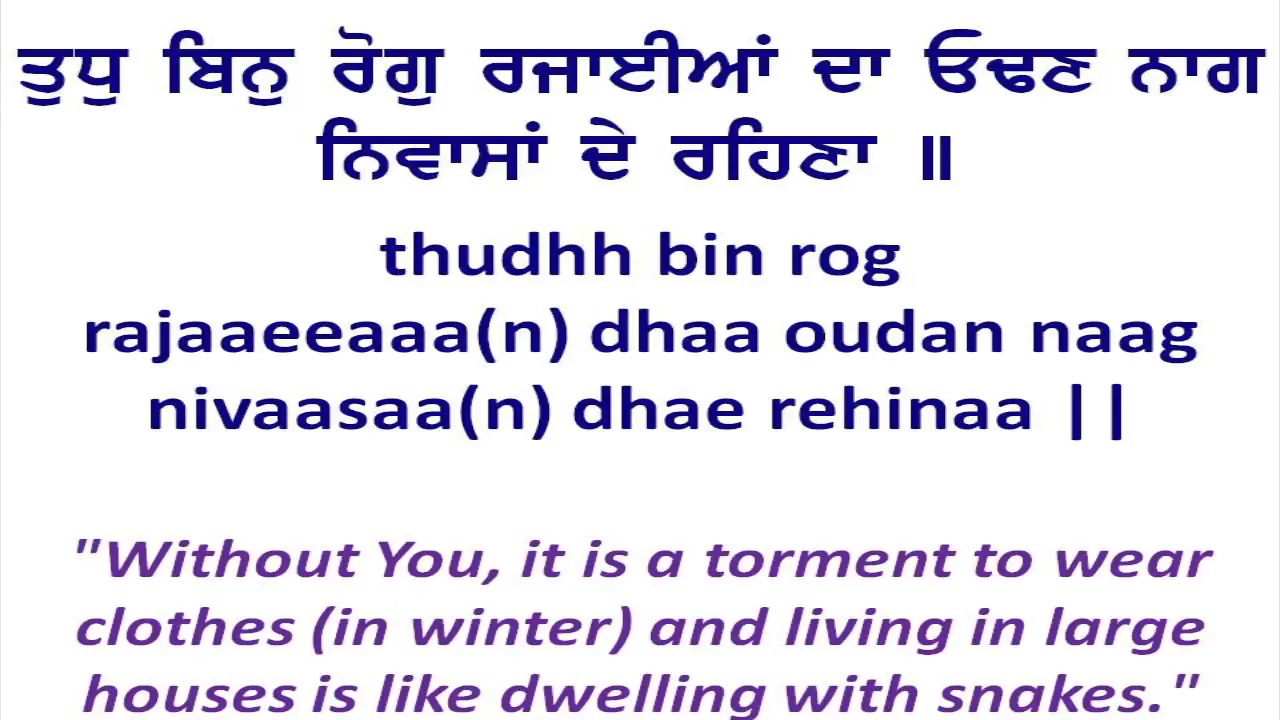 ਤੁਧੁ ਬਿਨੁ ਰੋਗੁ ਰਜਾਈਆਂ ਦਾ ਓਢਣ ਨਾਗ
ਨਿਵਾਸਾਂ ਦੇ ਰਹਿਣਾ ॥
thudhh bin rog
rajaaeeaaa(n) dhaa oudan naag
nivaasaa(n) dhae rehinaa ||
"Without You, it is a torment to wear
clothes (in winter) and living in large
houses is like dwelling with snakes."